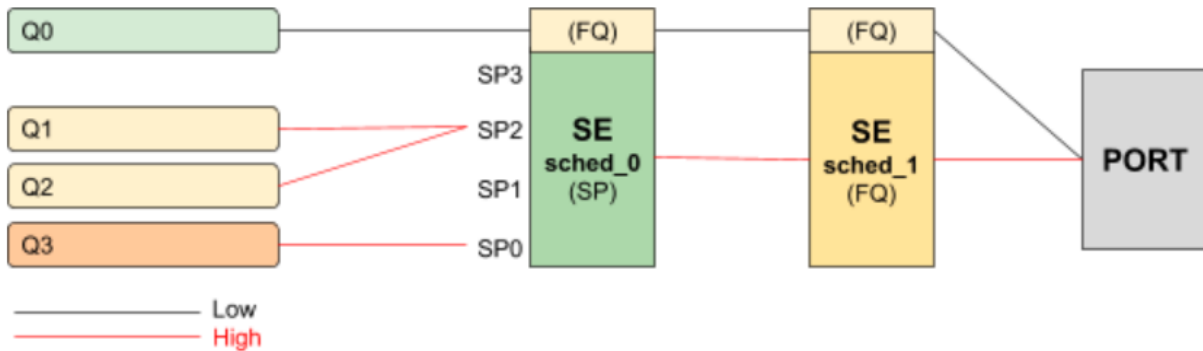 Q0
(FQ)
(FQ)
SP3
Q1
SP2
SE
sched_0
(SP)
SE
sched_1
(FQ)
PORT
Q2
SP1
Q3
SP0
Low
High